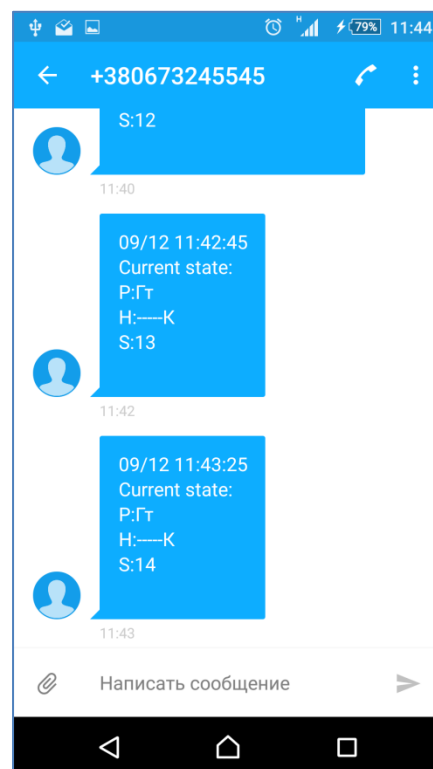 H 79% 11:44
+380673245545
S:12
11:40
09/12 11:42:45
Current state:
P:Гт
H:-----K
S:13
11:42
09/12 11:43:25
Current state:
P:Гт
H:-----K
S:14
11:43
Написать сообщение